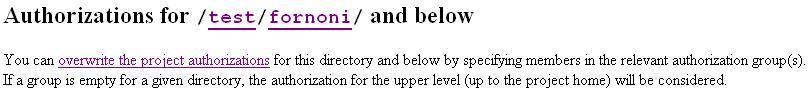 Authorizations for /test/fornoni/ and below
You can overwrite the project authorizations for this directory and below by specifying members in the relevant authorization group(s).
If a group is empty for a given directory, the authorization for the upper level (up to the project home) will be considered.